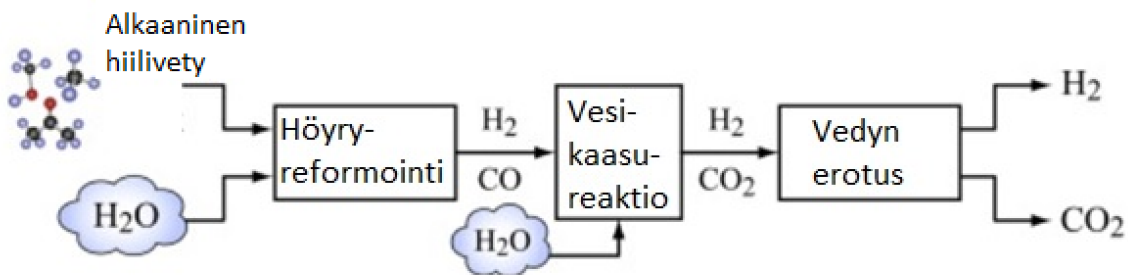 Alkaaninen
hiilivety
H₂O
Höyry-
reformointi
H₂
CO
H₂O
Vesi-
kaasu-
reaktio
H₂
CO₂
Vedyn
erotus
H₂
CO₂